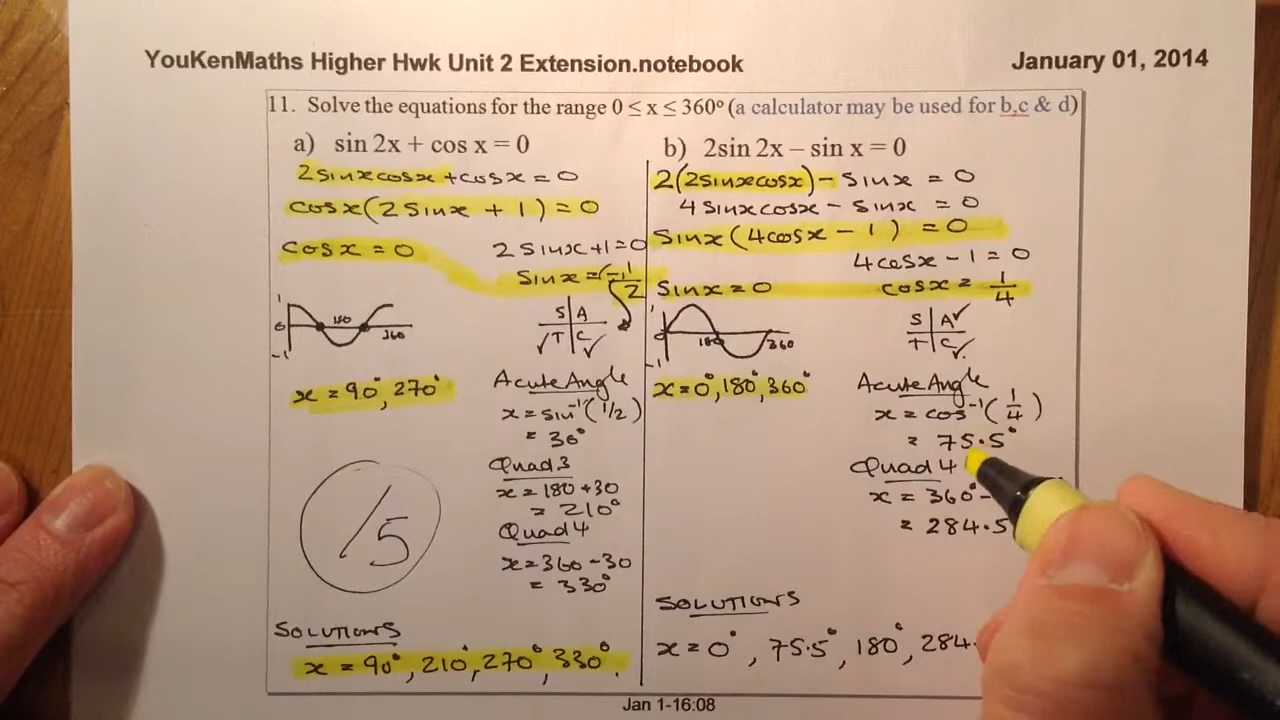 YouKenMaths Higher Hwk Unit 2 Extension.notebook
January 01, 2014
11. Solve the equations for the range 0 ≤ x ≤ 360° (a calculator may be used for b,c & d)
a) sin 2x + cos x = 0
2sinxcosx + cosx = 0
cosx(2sinx + 1) = 0
cosx = 0
2sinx+1=0
sinx = -1/2
1
0
-1
180
360
S A
T C
x = 90°, 270°
Acute Angle
x = sin⁻¹(1/2)
= 30°
Quad 3
x = 180 + 30
= 210°
Quad 4
x = 360 - 30
= 330°
/5
SOLUTIONS
x = 90°, 210°, 270°, 330°.
b) 2sin 2x – sin x = 0
2(2sinxcosx) - sinx = 0
4sinxcosx - sinx = 0
sinx(4cosx - 1) = 0
4cosx - 1 = 0
sinx = 0
cosx = 1/4
1
-1
180
360
S A
T C
x = 0°, 180°, 360°
Acute Angle
x = cos⁻¹(1/4)
= 75.5°
Quad 4
x = 360° -
= 284.5
SOLUTIONS
x = 0°, 75.5°, 180°, 284.
Jan 1-16:08